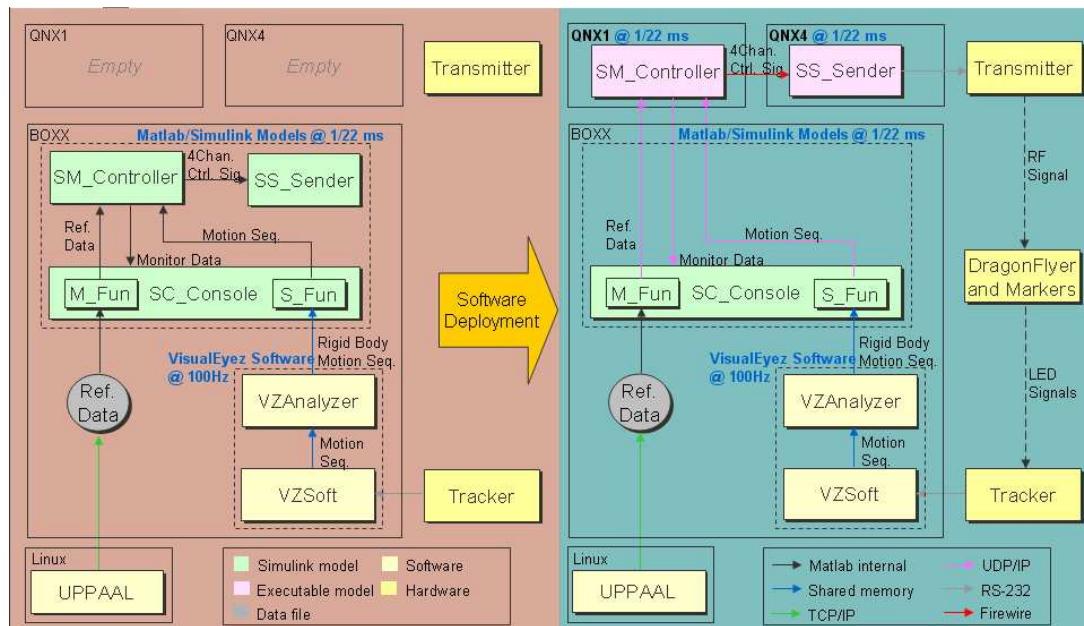 QNX1
Empty
QNX4
Empty
Transmitter
BOXX
Matlab/Simulink Models @ 1/22 ms
SM_Controller
4Chan.
Ctrl. Sig.
SS_Sender
Ref.
Data
Motion Seq.
Monitor Data
M_Fun
SC_Console
S_Fun
Rigid Body
Motion Seq.
VisualEyez Software
@ 100Hz
Ref.
Data
VZAnalyzer
Motion
Seq.
VZSoft
Tracker
Linux
UPPAAL
Simulink model
Software
Executable model
Hardware
Data file
Software
Deployment
QNX1 @ 1/22 ms
SM_Controller
4Chan.
Ctrl. Sig.
QNX4 @ 1/22 ms
SS_Sender
Transmitter
BOXX
Matlab/Simulink Models @ 1/22 ms
RF
Signal
Ref.
Data
Motion Seq.
Monitor Data
M_Fun
SC_Console
S_Fun
DragonFlyer
and Markers
Rigid Body
Motion Seq.
VisualEyez Software
@ 100Hz
Ref.
Data
VZAnalyzer
LED
Signals
Motion
Seq.
VZSoft
Tracker
Linux
UPPAAL
Matlab internal
UDP/IP
Shared memory
RS-232
TCP/IP
Firewire